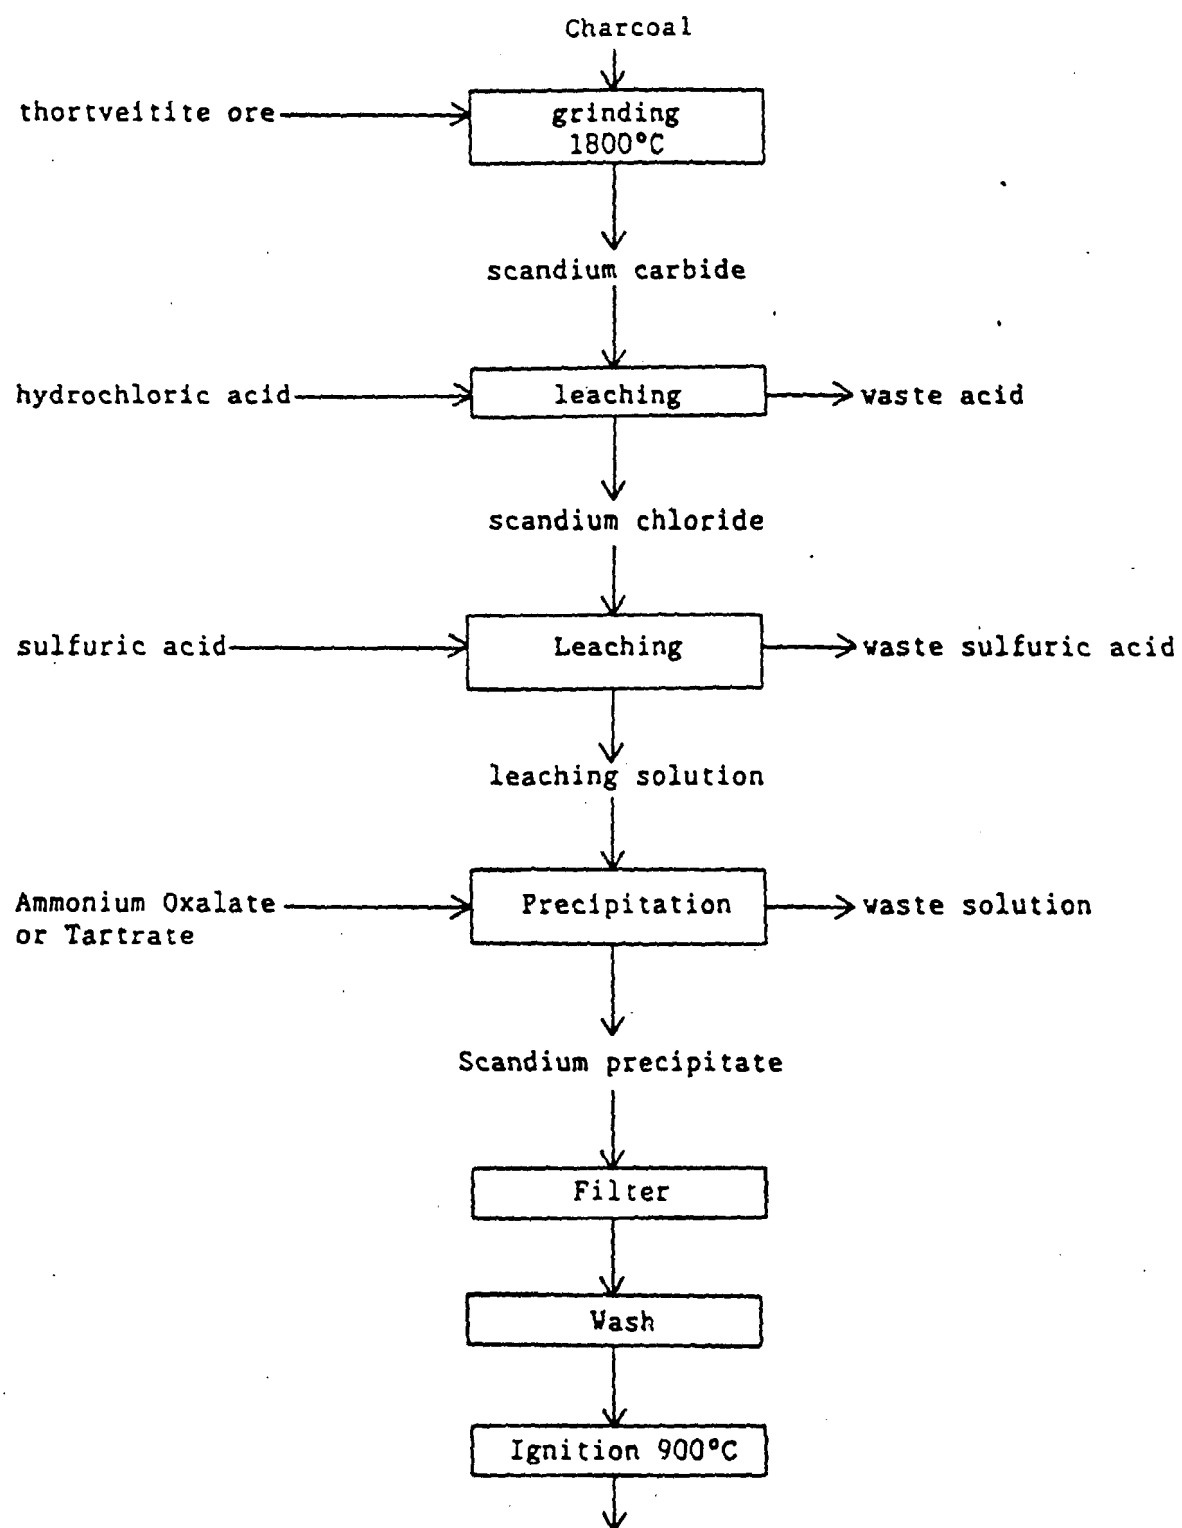 Charcoal
thortveitite ore
grinding
1800°C
scandium carbide
hydrochloric acid
leaching
waste acid
scandium chloride
sulfuric acid
Leaching
waste sulfuric acid
leaching solution
Ammonium Oxalate
or Tartrate
Precipitation
waste solution
Scandium precipitate
Filter
Wash
Ignition 900°C